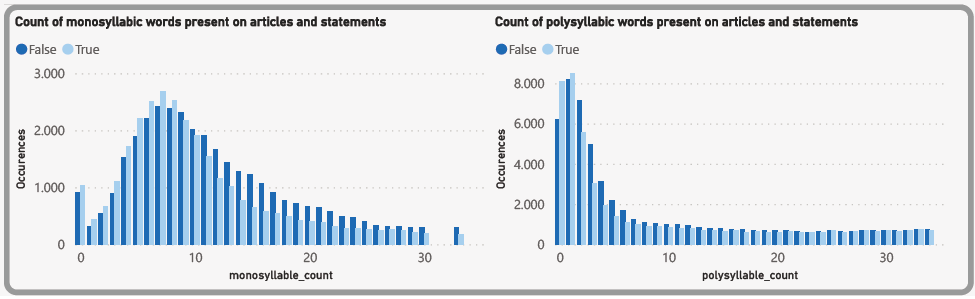 Count of monosyllabic words present on articles and statements
False True
3.000
2.000
1.000
0
Occurences
0 10 20 30
monosyllable_count
Count of polysyllabic words present on articles and statements
False True
8.000
6.000
4.000
2.000
0
Occurences
0 10 20 30
polysyllable_count